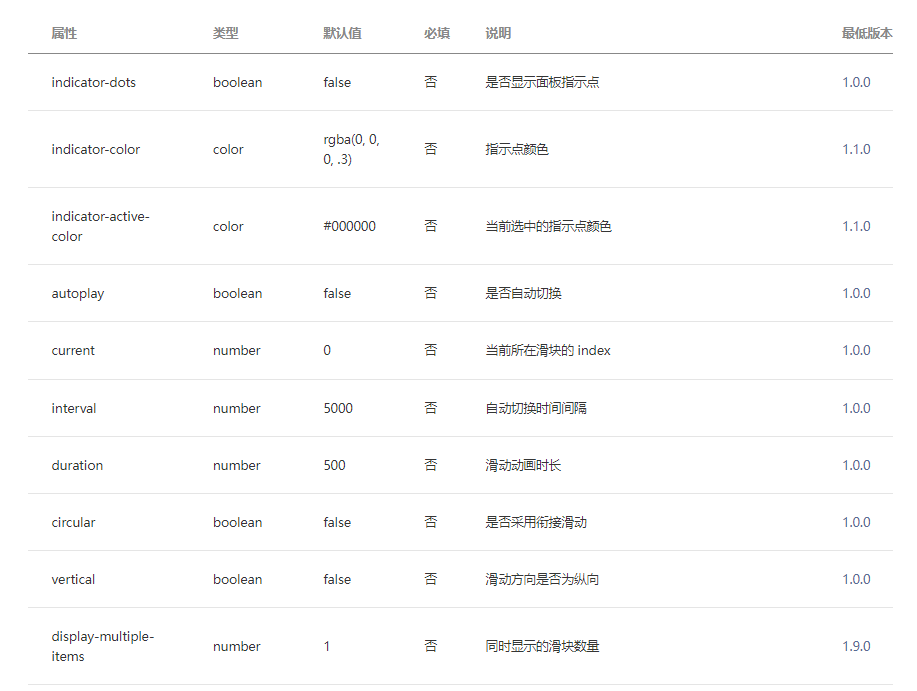 属性 类型 默认值 必填 说明 最低版本
indicator-dots boolean false 否 是否显示面板指示点 1.0.0
indicator-color color rgba(0, 0, 0, .3) 否 指示点颜色 1.1.0
indicator-active-color color #000000 否 当前选中的指示点颜色 1.1.0
autoplay boolean false 否 是否自动切换 1.0.0
current number 0 否 当前所在滑块的 index 1.0.0
interval number 5000 否 自动切换时间间隔 1.0.0
duration number 500 否 滑动动画时长 1.0.0
circular boolean false 否 是否采用衔接滑动 1.0.0
vertical boolean false 否 滑动方向是否为纵向 1.0.0
display-multiple-items number 1 否 同时显示的滑块数量 1.9.0